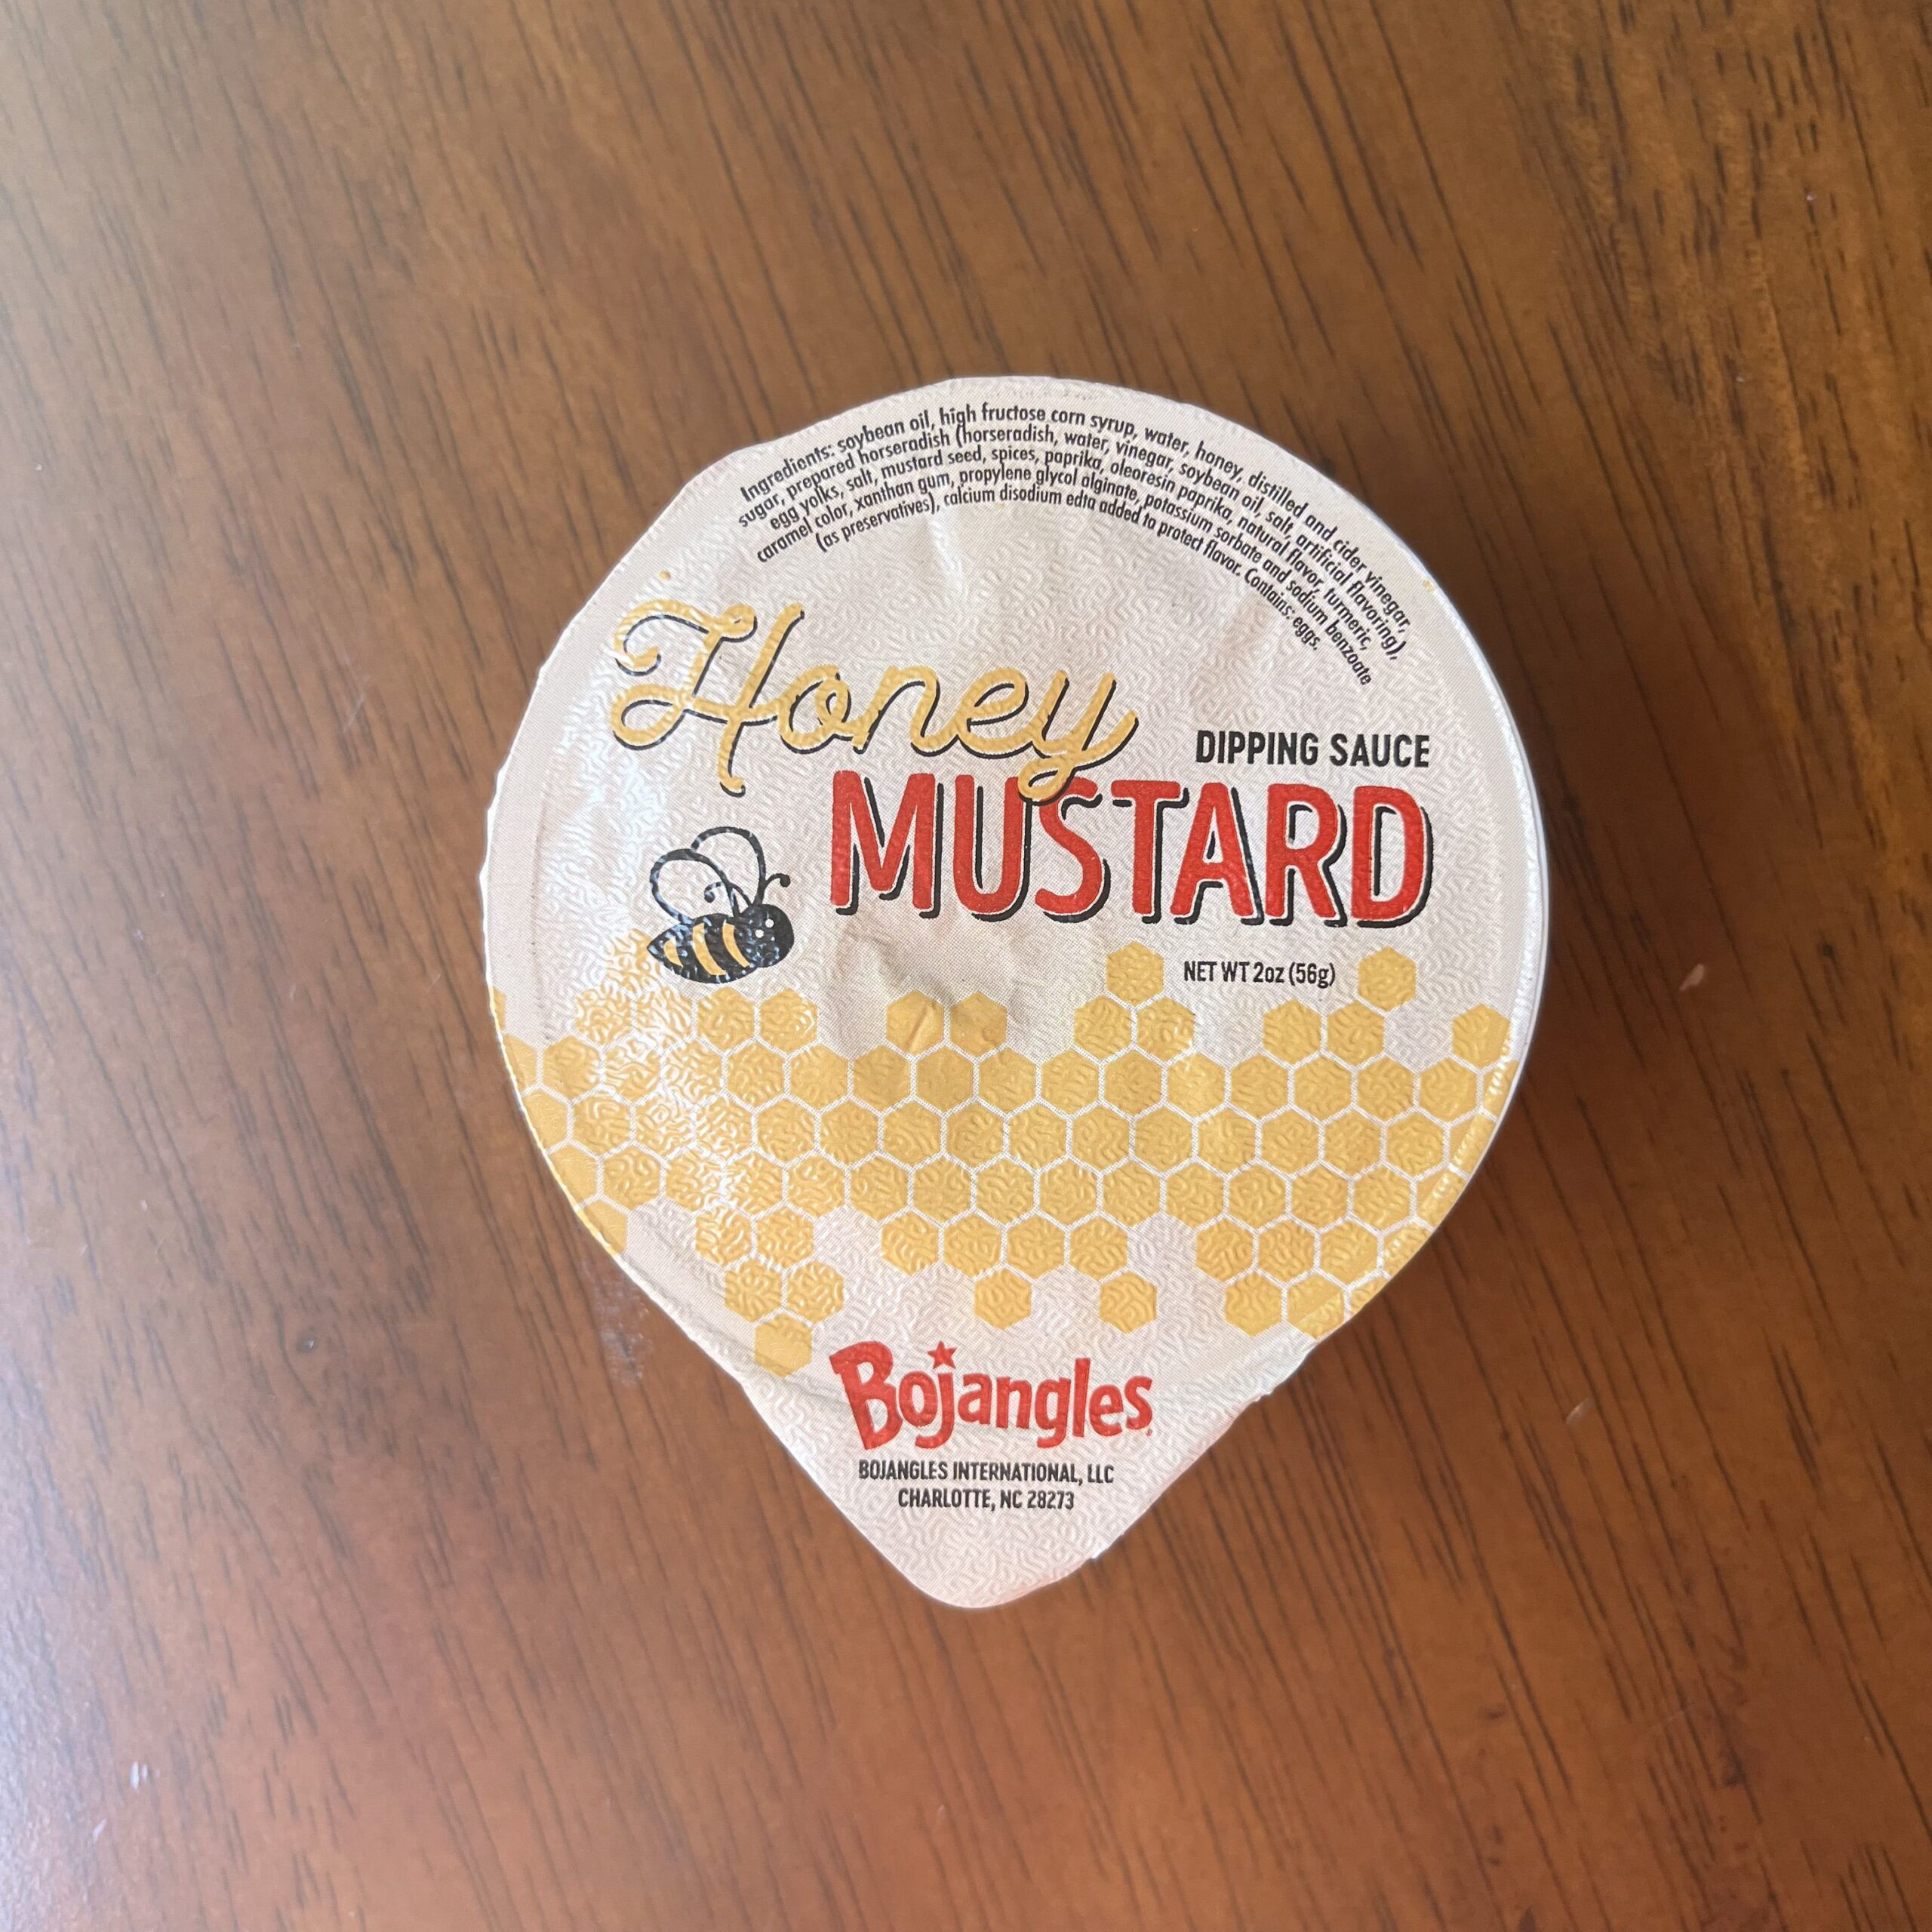 Ingredients: soybean oil, high fructose corn syrup, water, honey, distilled and cider vinegar,
sugar, prepared horseradish (horseradish, water, vinegar, soybean oil, salt, artificial flavoring),
egg yolks, salt, mustard seed, spices, paprika, oleoresin paprika, natural flavor, turmeric,
caramel color, xanthan gum, propylene glycol alginate, potassium sorbate and sodium benzoate
(as preservatives), calcium disodium edta added to protect flavor. Contains: eggs.
Honey
DIPPING SAUCE
MUSTARD
NET WT 2oz (56g)
Bojangles
BOJANGLES INTERNATIONAL, LLC
CHARLOTTE, NC 28273